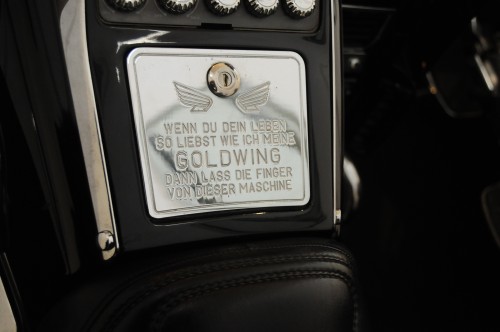 WENN DU DEIN LEBEN
SO LIEBST WIE ICH MEINE
GOLDWING
DANN LASS DIE FINGER
VON DIESER MASCHINE